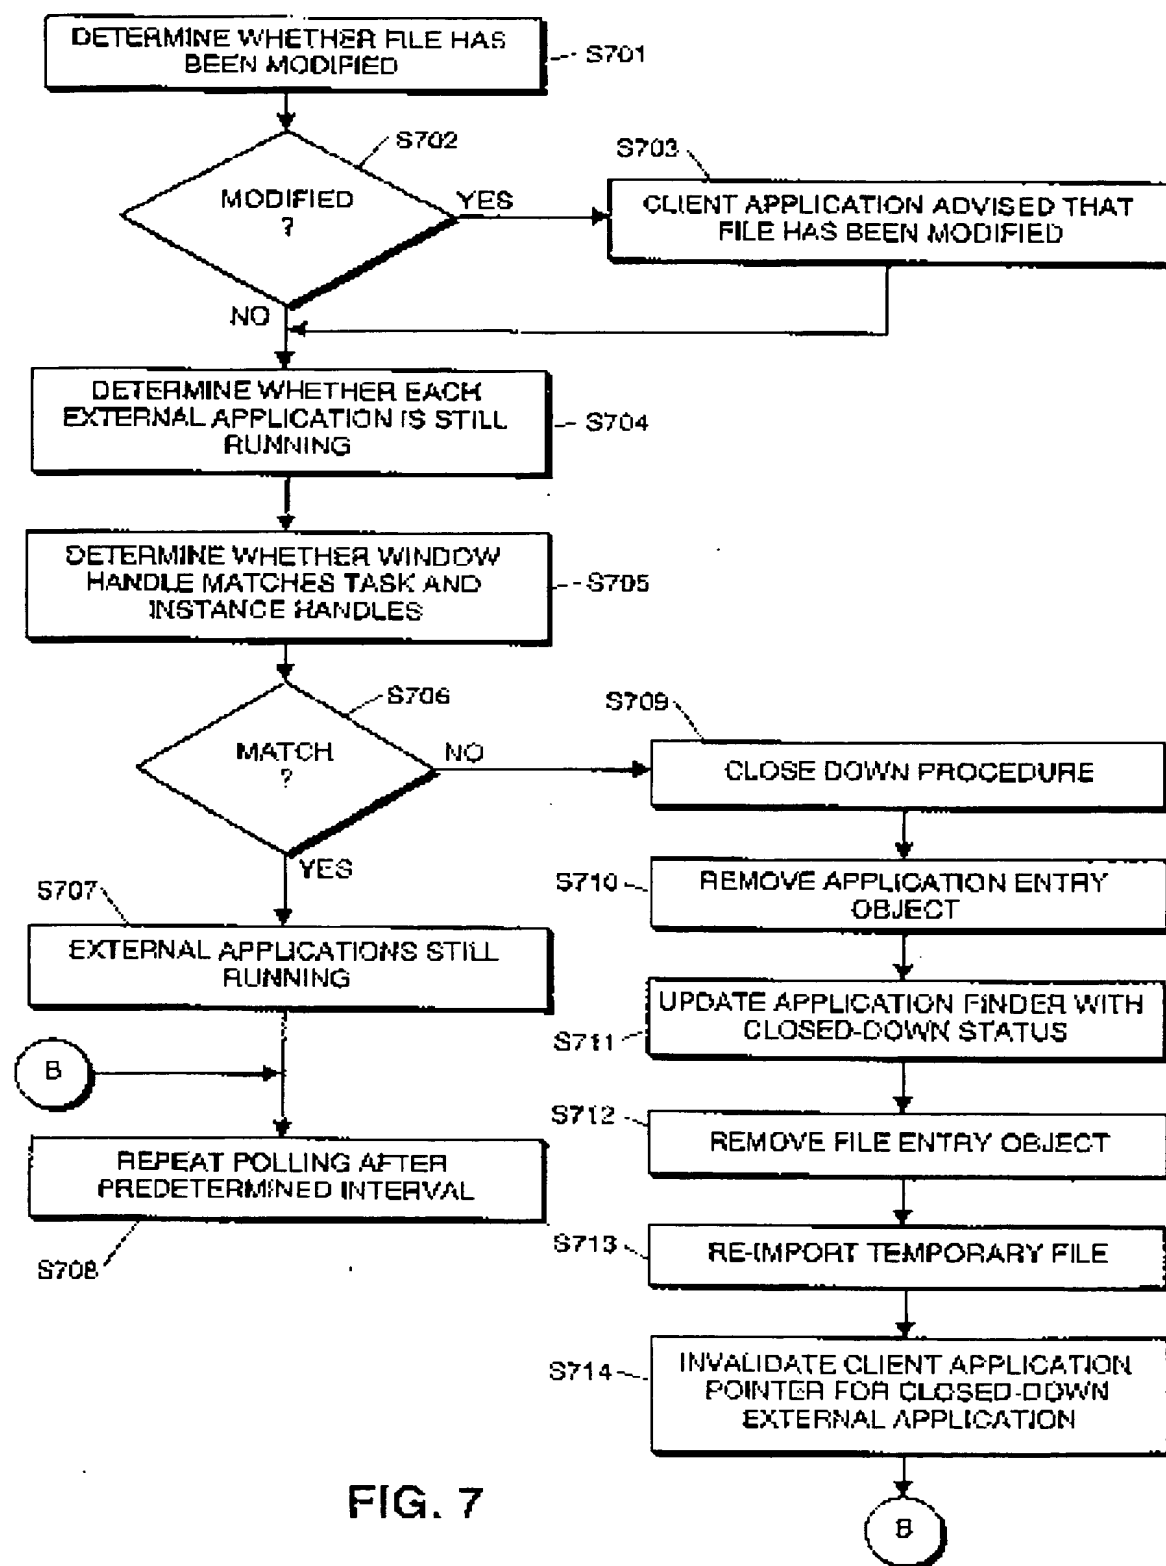 DETERMINE WHETHER FILE HAS
BEEN MODIFIED
S701
S702
MODIFIED
?
YES
NO
S703
CLIENT APPLICATION ADVISED THAT
FILE HAS BEEN MODIFIED
DETERMINE WHETHER EACH
EXTERNAL APPLICATION IS STILL
RUNNING
S704
DETERMINE WHETHER WINDOW
HANDLE MATCHES TASK AND
INSTANCE HANDLES
S705
S706
MATCH
?
NO
YES
S707
EXTERNAL APPLICATIONS STILL
RUNNING
B
REPEAT POLLING AFTER
PREDETERMINED INTERVAL
S708
S709
CLOSE DOWN PROCEDURE
S710
REMOVE APPLICATION ENTRY
OBJECT
UPDATE APPLICATION FINDER WITH
CLOSED-DOWN STATUS
S711
S712
REMOVE FILE ENTRY OBJECT
S713
RE-IMPORT TEMPORARY FILE
S714
INVALIDATE CLIENT APPLICATION
POINTER FOR CLOSED-DOWN
EXTERNAL APPLICATION
B
FIG. 7